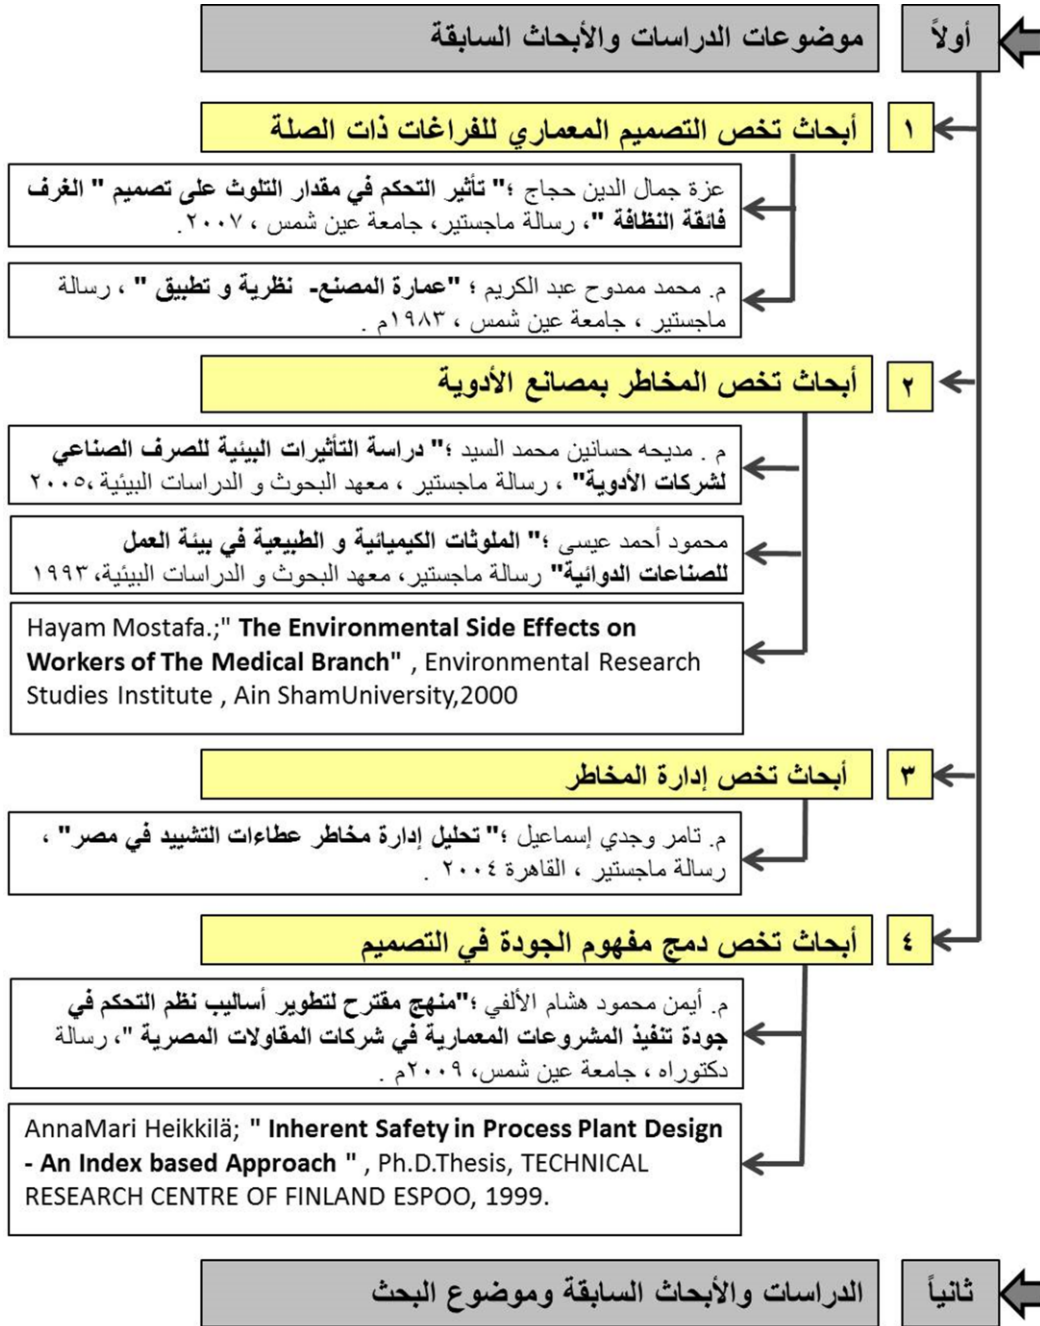 أولاً موضوعات الدراسات والأبحاث السابقة
١ أبحاث تخص التصميم المعماري للفراغات ذات الصلة
عزة جمال الدين حجاج ؛" تأثير التحكم في مقدار التلوث على تصميم " الغرف
فائقة النظافة "، رسالة ماجستير، جامعة عين شمس ، ٢٠٠٧.
م. محمد ممدوح عبد الكريم ؛ "عمارة المصنع- نظرية و تطبيق " ، رسالة
ماجستير ، جامعة عين شمس ، ١٩٨٣م .
٢ أبحاث تخص المخاطر بمصانع الأدوية
م . مديحه حسانين محمد السيد ؛" دراسة التأثيرات البيئية للصرف الصناعي
لشركات الأدوية" ، رسالة ماجستير ، معهد البحوث و الدراسات البيئية ،٢٠٠٥
محمود أحمد عيسى ؛" الملوثات الكيميائية و الطبيعية في بيئة العمل
للصناعات الدوائية" رسالة ماجستير، معهد البحوث و الدراسات البيئية، ١٩٩٣
Hayam Mostafa.;" The Environmental Side Effects on
Workers of The Medical Branch" , Environmental Research
Studies Institute , Ain ShamUniversity,2000
٣ أبحاث تخص إدارة المخاطر
م. تامر وجدي إسماعيل ؛" تحليل إدارة مخاطر عطاءات التشييد في مصر" ،
رسالة ماجستير ، القاهرة ٢٠٠٤ .
٤ أبحاث تخص دمج مفهوم الجودة في التصميم
م. أيمن محمود هشام الألفي ؛"منهج مقترح لتطوير أساليب نظم التحكم في
جودة تنفيذ المشروعات المعمارية في شركات المقاولات المصرية "، رسالة
دكتوراه ، جامعة عين شمس، ٢٠٠٩م .
AnnaMari Heikkilä; " Inherent Safety in Process Plant Design
- An Index based Approach " , Ph.D.Thesis, TECHNICAL
RESEARCH CENTRE OF FINLAND ESPOO, 1999.
ثانياً الدراسات والأبحاث السابقة وموضوع البحث